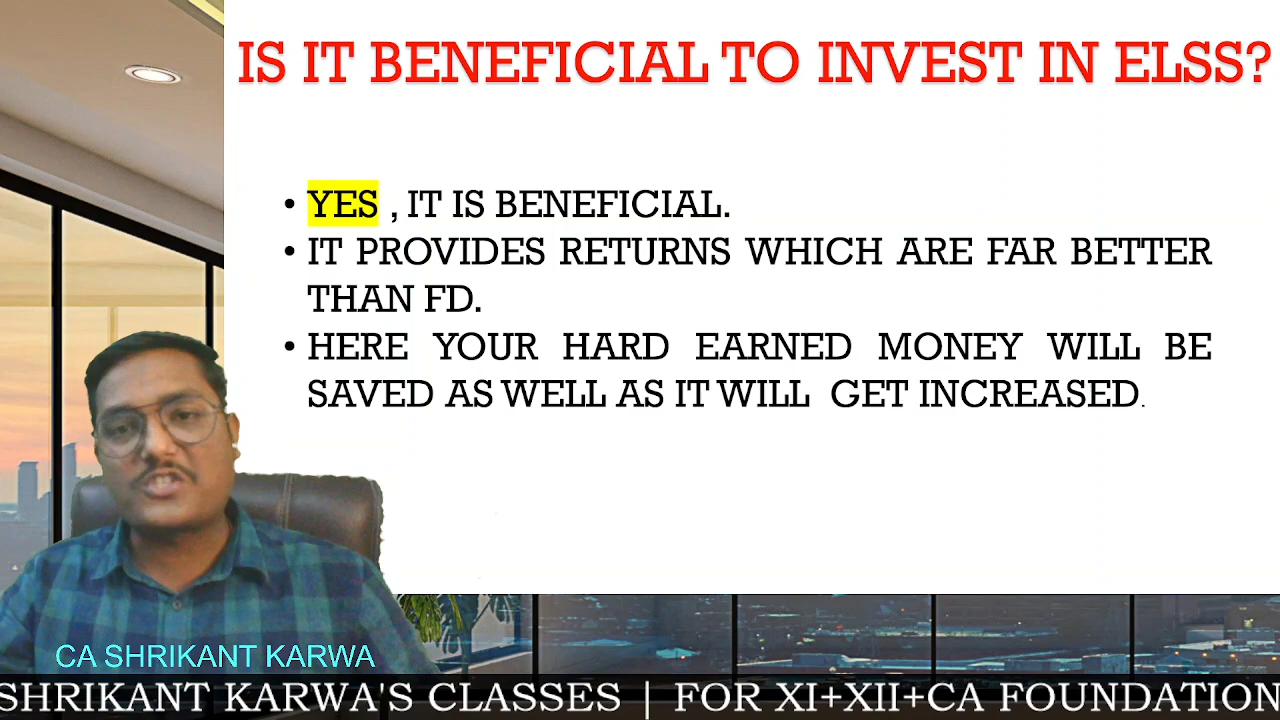 IS IT BENEFICIAL TO INVEST IN ELSS?
• YES , IT IS BENEFICIAL.
• IT PROVIDES RETURNS WHICH ARE FAR BETTER
THAN FD.
• HERE YOUR HARD EARNED MONEY WILL BE
SAVED AS WELL AS IT WILL GET INCREASED.
CA SHRIKANT KARWA
SHRIKANT KARWA'S CLASSES | FOR XI+XII+CA FOUNDATION